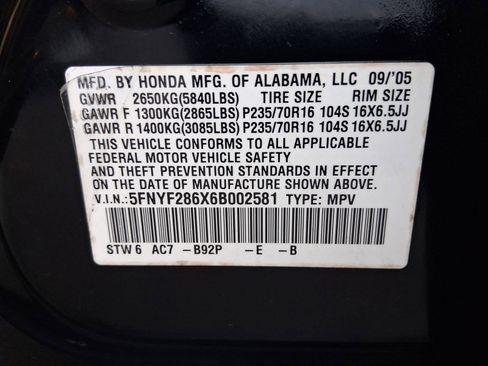 MFD. BY HONDA MFG. OF ALABAMA, LLC 09/'05
GVWR 2650KG(5840LBS) TIRE SIZE RIM SIZE
GAWR F 1300KG(2865LBS) P235/70R16 104S 16X6.5JJ
GAWR R 1400KG(3085LBS) P235/70R16 104S 16X6.5JJ
THIS VEHICLE CONFORMS TO ALL APPLICABLE
FEDERAL MOTOR VEHICLE SAFETY
AND THEFT PREVENTION STANDARDS IN EFFECT
ON THE DATE OF MANUFACTURE SHOWN ABOVE.
V.I.N.: 5FNYF286X6B002581 TYPE: MPV
STW6 AC7 -B92P -E -B